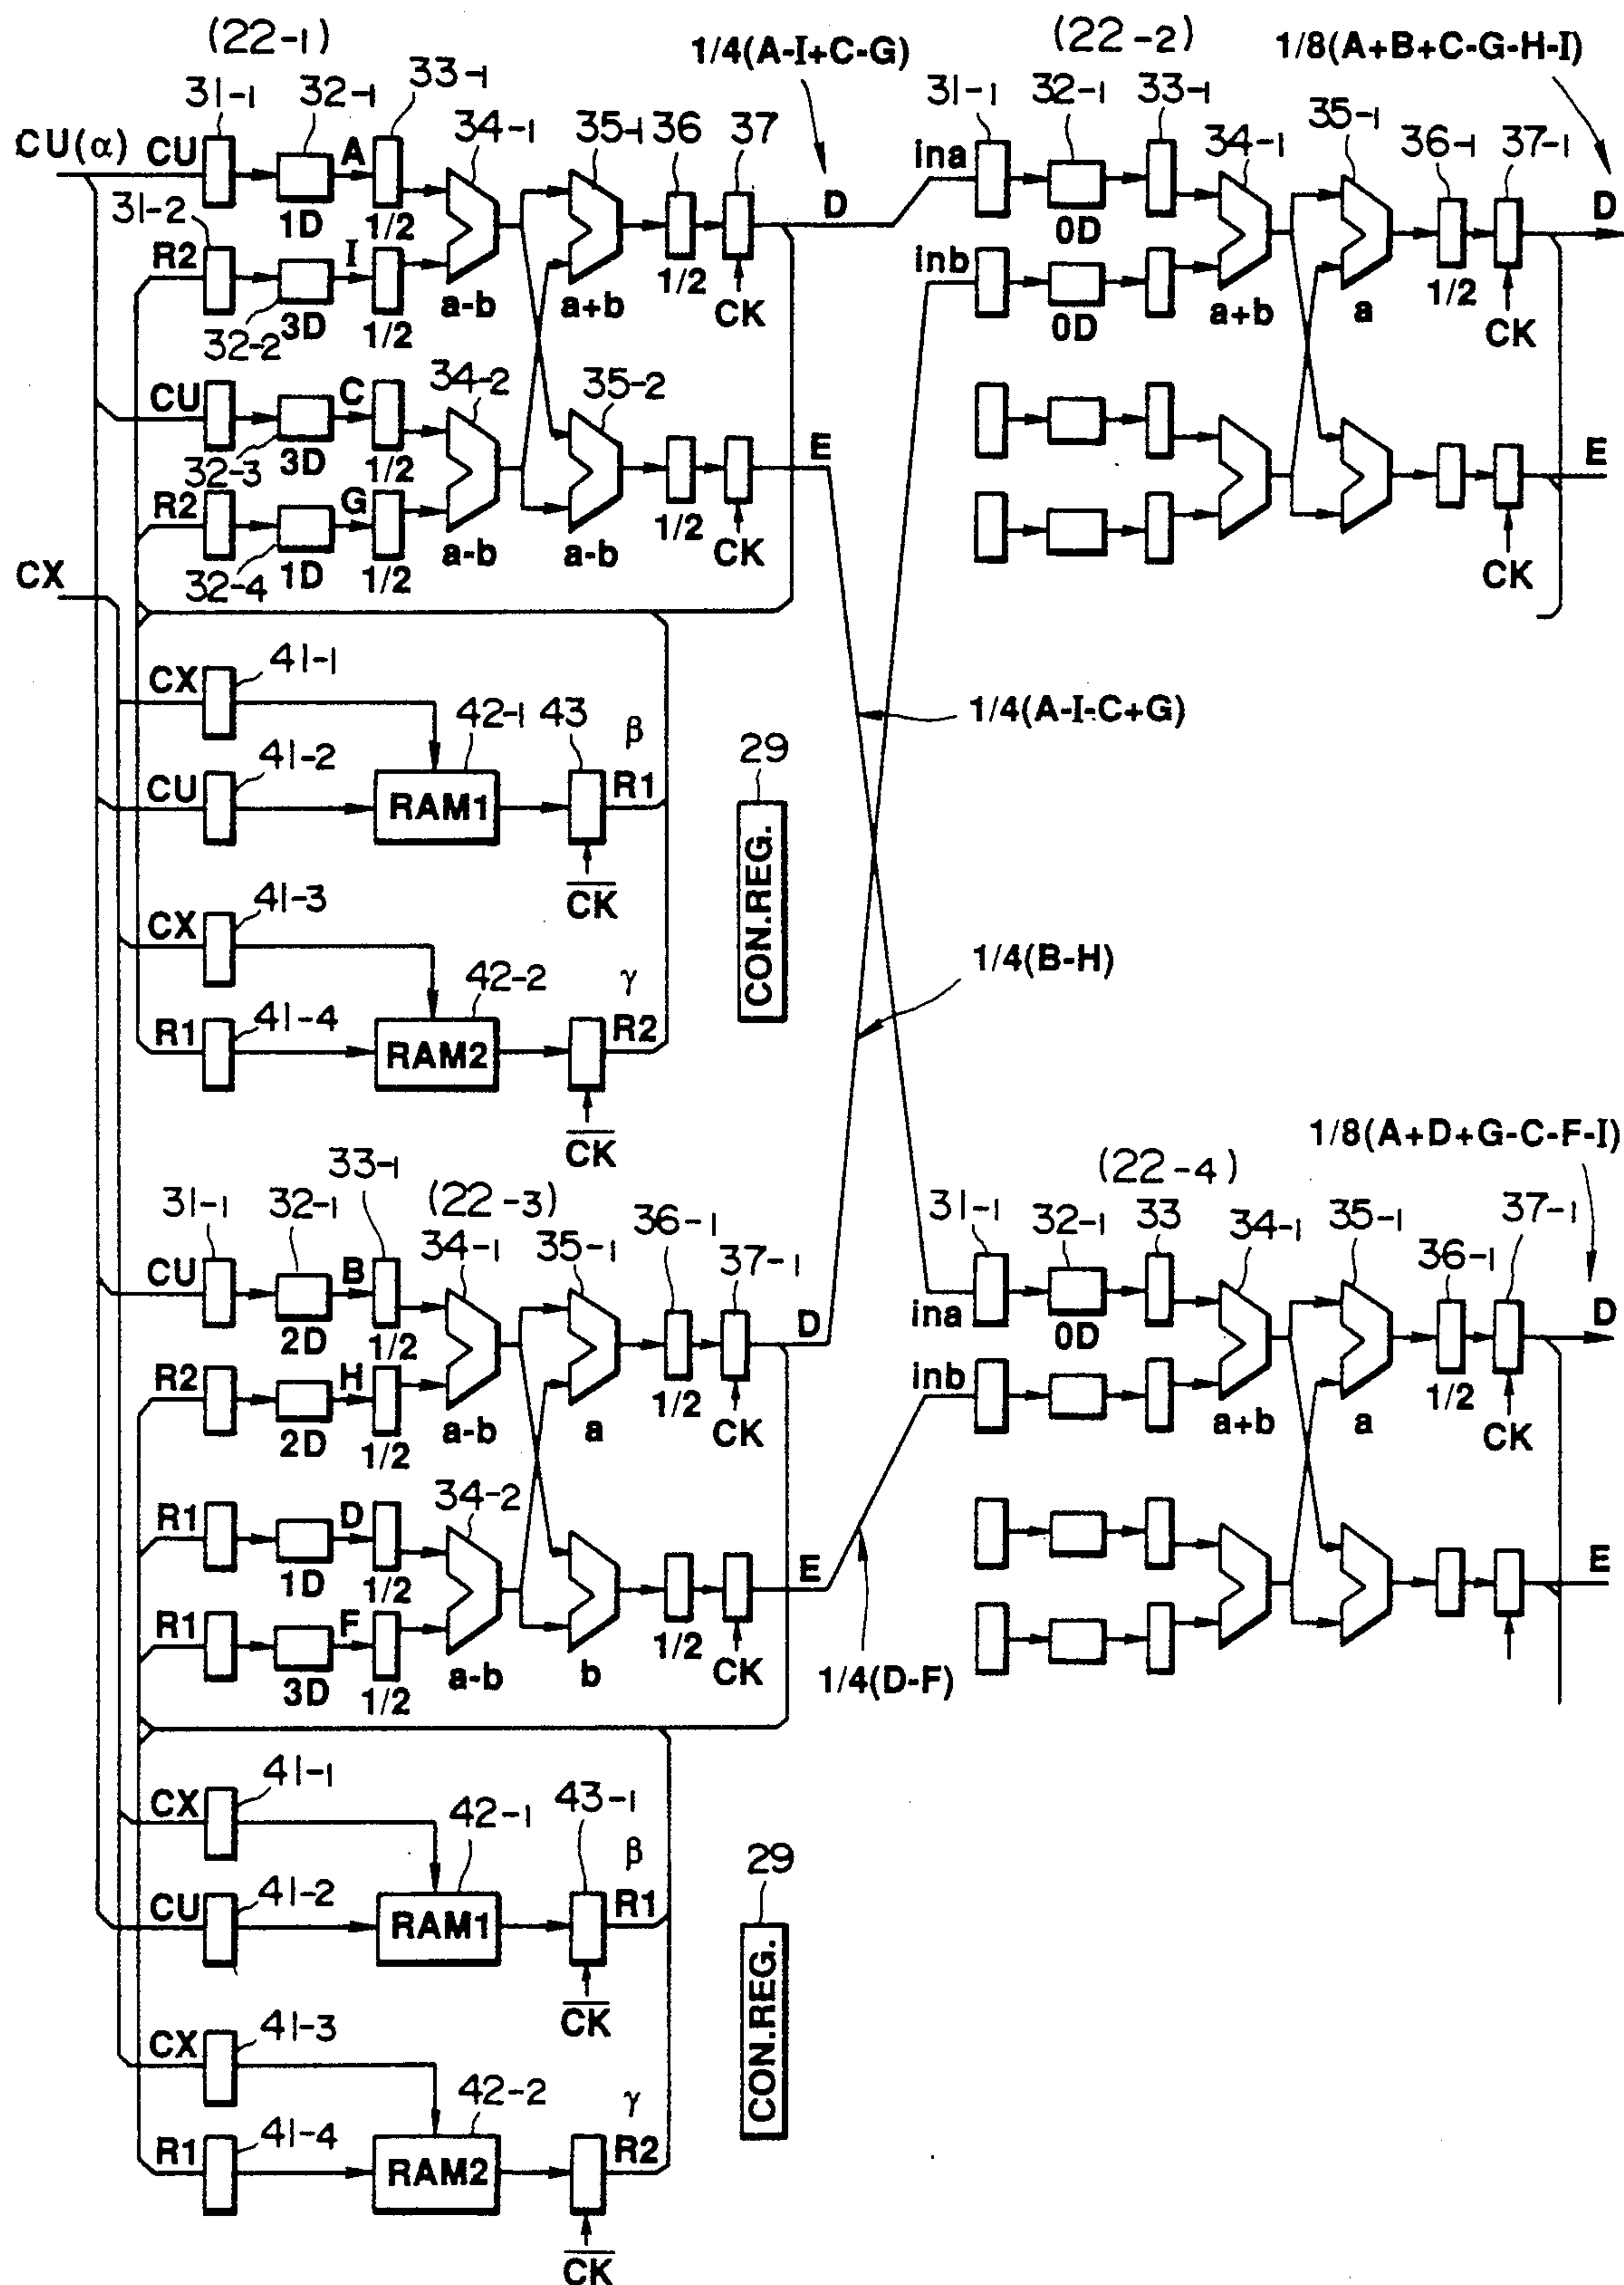 (22-1)
1/4(A-I+C-G)
(22-2)
1/8(A+B+C-G-H-I)
31-1
32-1
33-1
34-1
35-1
36
37
31-1
32-1
33-1
34-1
35-1
36-1
37-1
CU(α)
CU
A
D
ina
D
31-2
1D
1/2
0D
R2
I
1/2
inb
1/2
32-2
3D
1/2
a-b
a+b
CK
0D
a+b
a
CK
34-2
35-2
CU
C
E
E
32-3
3D
1/2
R2
G
1/2
32-4
1D
1/2
a-b
a-b
CK
CK
CX
41-1
CX
42-1
43
β
1/4(A-I-C+G)
41-2
29
CU
RAM1
R1
CON.REG.
CK
41-3
CX
42-2
γ
1/4(B-H)
41-4
R1
RAM2
R2
CK
1/8(A+D+G-C-F-I)
33-1
(22-3)
(22-4)
31-1
32-1
34-1
35-1
36-1
37-1
31-1
32-1
33
34-1
35-1
36-1
37-1
CU
B
D
ina
D
2D
1/2
0D
R2
H
1/2
inb
1/2
2D
1/2
a-b
a
CK
a+b
a
CK
34-2
R1
D
E
E
1D
1/2
R1
F
1/2
3D
1/2
a-b
b
CK
1/4(D-F)
41-1
CX
42-1
43-1
β
41-2
29
CU
RAM1
R1
CON.REG.
CK
41-3
CX
42-2
γ
41-4
R1
RAM2
R2
CK